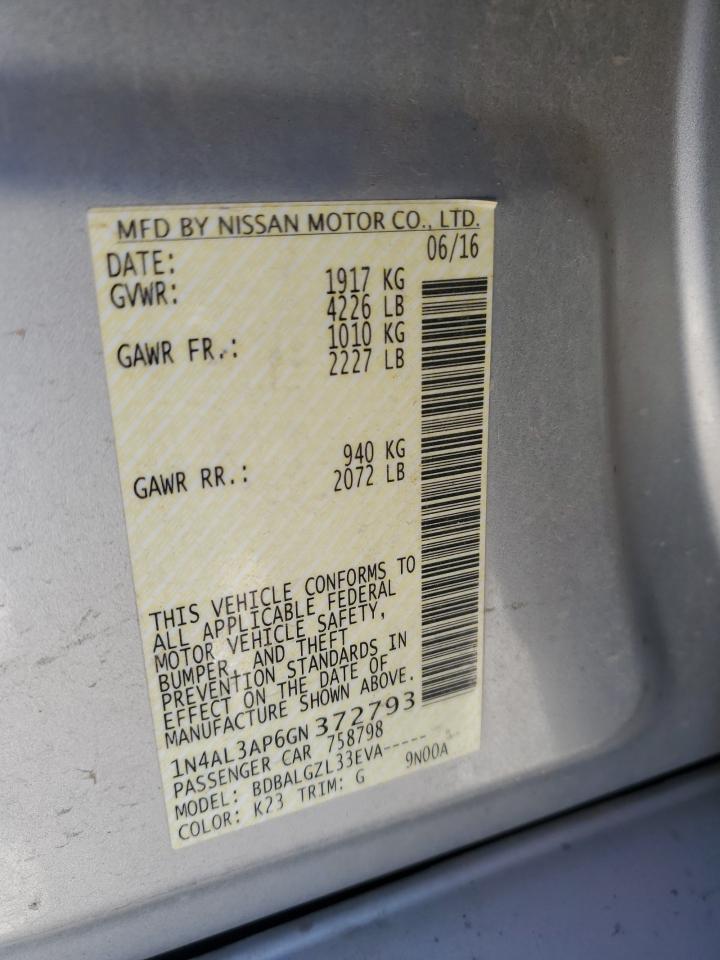 MFD BY NISSAN MOTOR CO., LTD.
DATE: 06/16
GVWR: 1917 KG
4226 LB
GAWR FR.: 1010 KG
2227 LB
GAWR RR.: 940 KG
2072 LB
THIS VEHICLE CONFORMS TO
ALL APPLICABLE FEDERAL
MOTOR VEHICLE SAFETY,
BUMPER, AND THEFT
PREVENTION STANDARDS IN
EFFECT ON THE DATE OF
MANUFACTURE SHOWN ABOVE.
1N4AL3AP6GN 372793
PASSENGER CAR 758798
MODEL: BDBALGZL33EVA-----
COLOR: K23 TRIM: G 9N00A